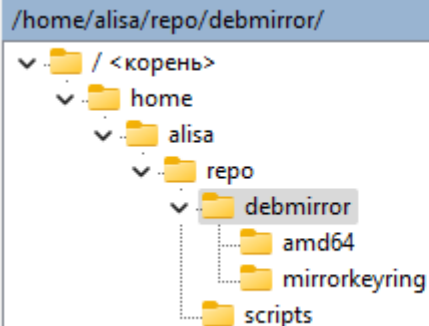 /home/alisa/repo/debmirror/
/ <корень>
home
alisa
repo
debmirror
amd64
mirrorkeyring
scripts